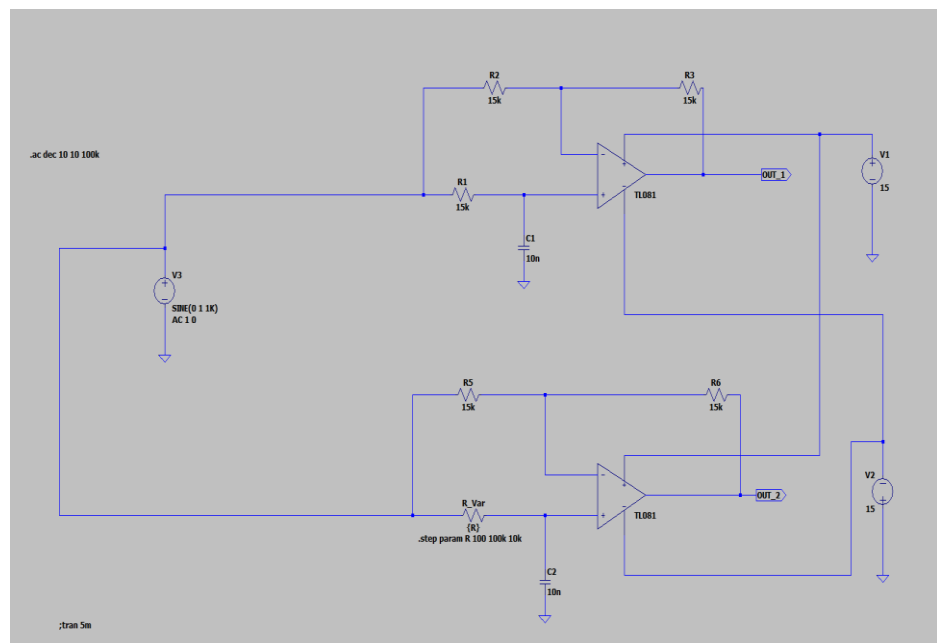 R2
15k
R3
15k
.ac dec 10 10 100k
V1
15
-
+
+
-
TL081
OUT_1
R1
15k
C1
10n
V3
SINE(0 1 1K)
AC 1 0
R5
15k
R6
15k
V2
15
-
+
+
-
TL081
OUT_2
R_Var
{R}
.step param R 100 100k 10k
C2
10n
;tran 5m